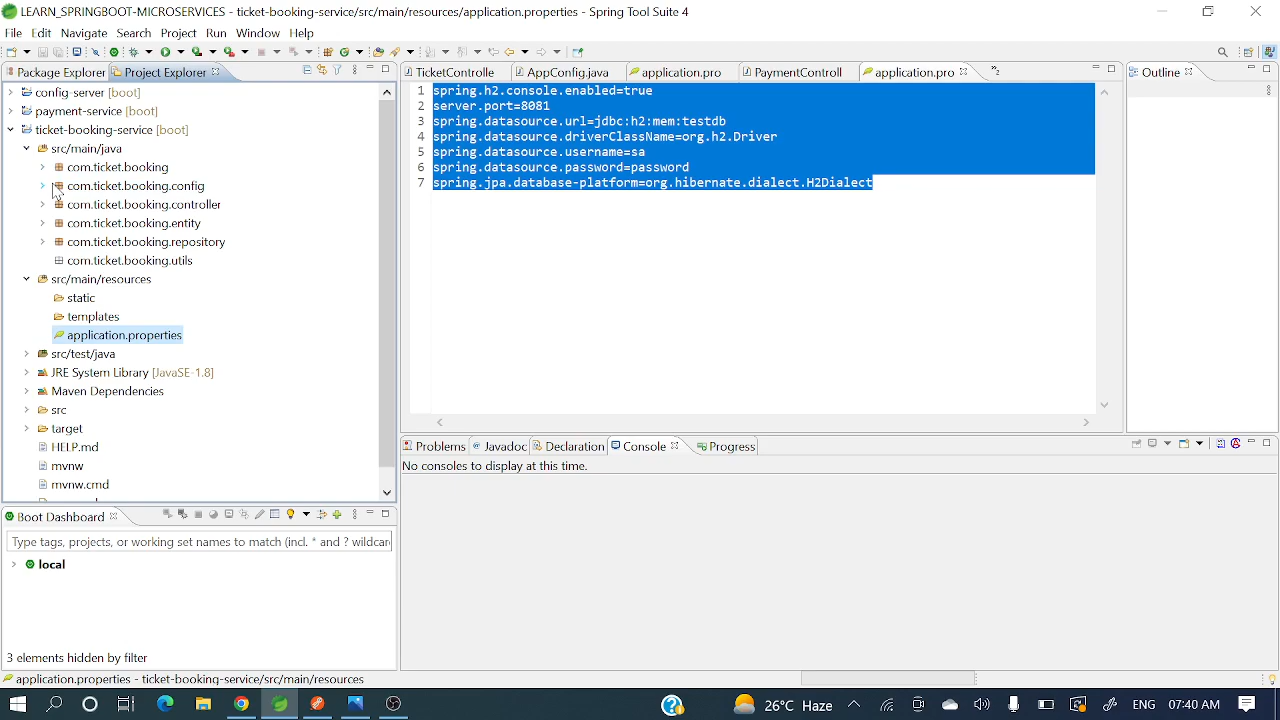 LEARN_SPRINGBOOT-MICROSERVICES - ticket-booking-service/src/main/resources/application.properties - Spring Tool Suite 4
File Edit Navigate Search Project Run Window Help
Package Explorer
Project Explorer
config-server [boot]
payment-service [boot]
ticket-booking-service [boot]
src/main/java
com.ticket.booking
com.ticket.booking.config
com.ticket.booking.controller
com.ticket.booking.entity
com.ticket.booking.repository
com.ticket.booking.utils
src/main/resources
static
templates
application.properties
src/test/java
JRE System Library [JavaSE-1.8]
Maven Dependencies
src
target
HELP.md
mvnw
mvnw.cmd
TicketControlle
AppConfig.java
application.pro
PaymentControll
application.pro
1 spring.h2.console.enabled=true
2 server.port=8081
3 spring.datasource.url=jdbc:h2:mem:testdb
4 spring.datasource.driverClassName=org.h2.Driver
5 spring.datasource.username=sa
6 spring.datasource.password=password
7 spring.jpa.database-platform=org.hibernate.dialect.H2Dialect
Outline
Problems
Javadoc
Declaration
Console
Progress
No consoles to display at this time.
Boot Dashboard
Type tags, projects, or working set names to match (incl. * and ? wildcar
local
3 elements hidden by filter
application.properties - ticket-booking-service/src/main/resources
26°C Haze
ENG 07:40 AM